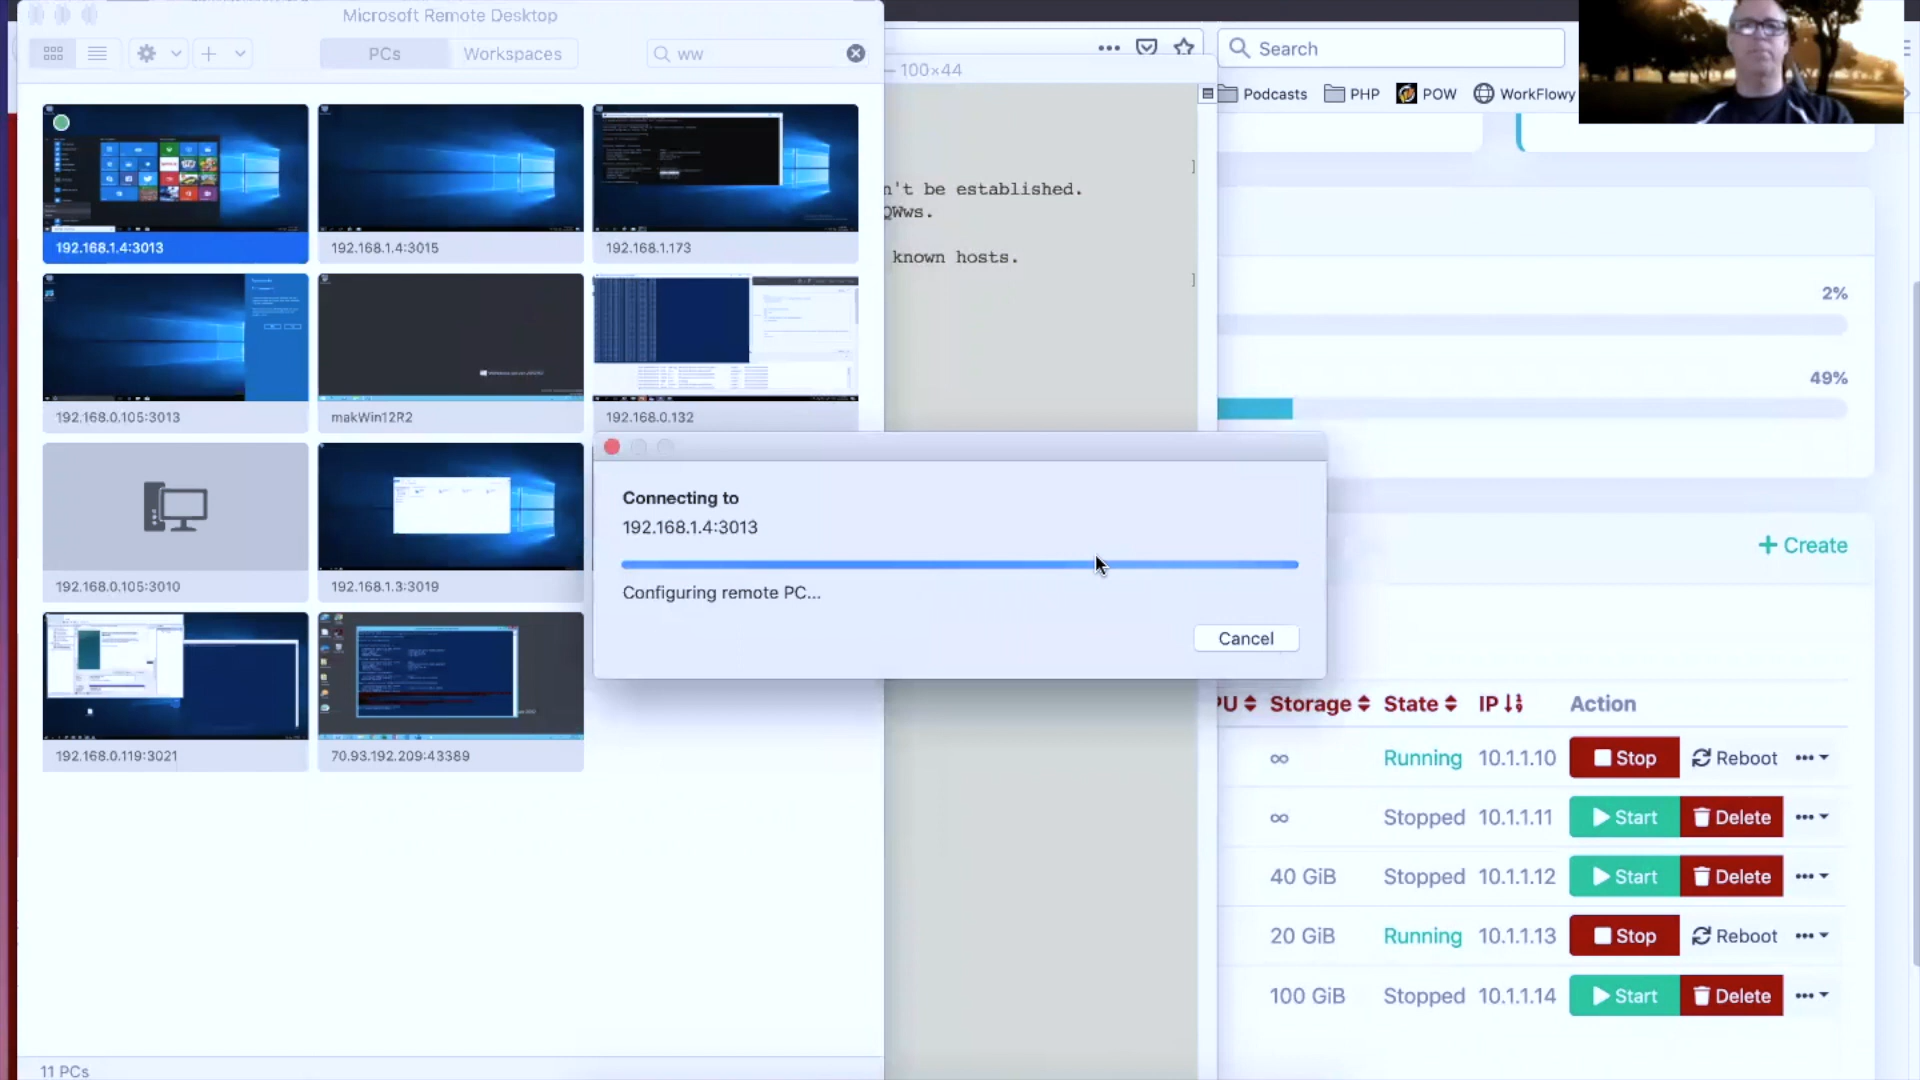 Microsoft Remote Desktop
PCs
Workspaces
ww
192.168.1.4:3013
192.168.1.4:3015
192.168.1.173
192.168.0.105:3013
makWin12R2
192.168.0.132
192.168.0.105:3010
192.168.1.3:3019
192.168.0.119:3021
70.93.192.209:43389
11 PCs
— 100×44
n't be established.
QWws.
known hosts.
]
]
Connecting to
192.168.1.4:3013
Configuring remote PC...
Cancel
Search
Podcasts
PHP
POW
WorkFlowy
2%
49%
+ Create
PU Storage State IP Action
∞ Running 10.1.1.10 Stop Reboot
∞ Stopped 10.1.1.11 Start Delete
40 GiB Stopped 10.1.1.12 Start Delete
20 GiB Running 10.1.1.13 Stop Reboot
100 GiB Stopped 10.1.1.14 Start Delete